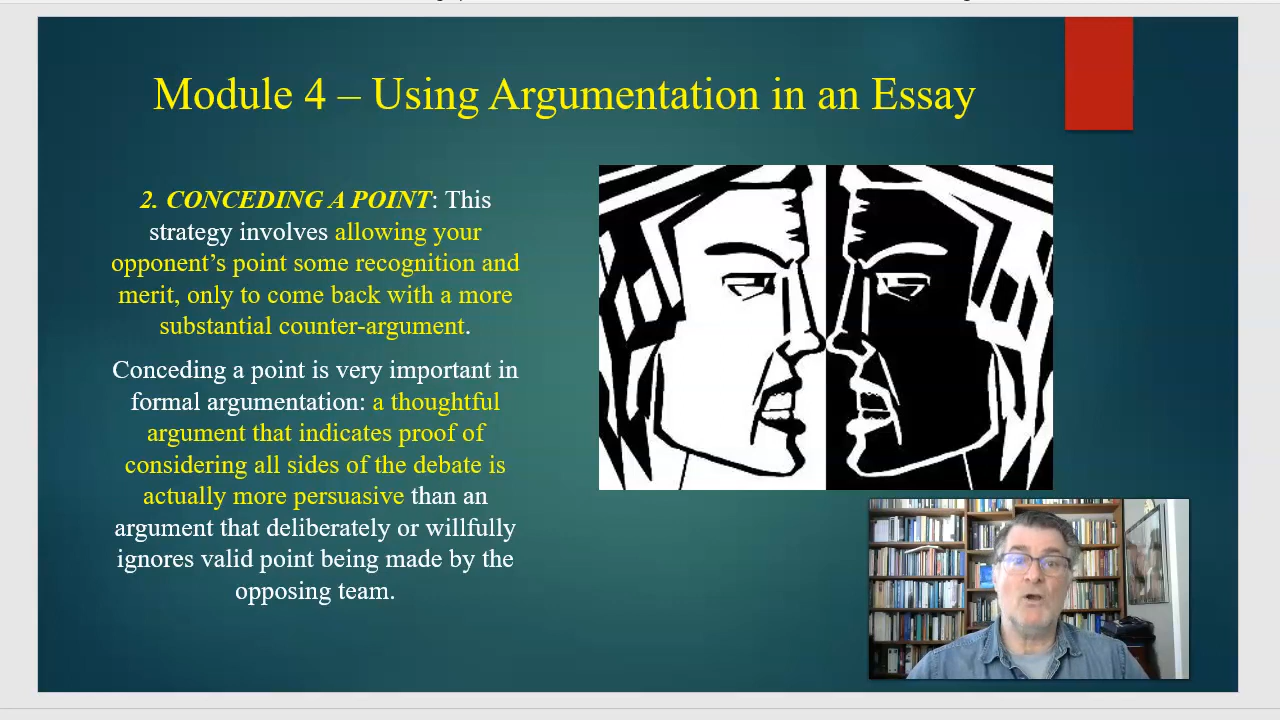 Module 4 – Using Argumentation in an Essay
2. CONCEDING A POINT: This
strategy involves allowing your
opponent’s point some recognition and
merit, only to come back with a more
substantial counter-argument.
Conceding a point is very important in
formal argumentation: a thoughtful
argument that indicates proof of
considering all sides of the debate is
actually more persuasive than an
argument that deliberately or willfully
ignores valid point being made by the
opposing team.